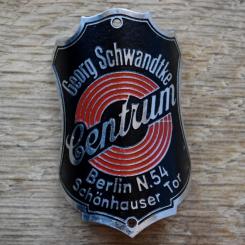 Georg Schwandtke
Centrum
Berlin N.54
Schönhauser Tor